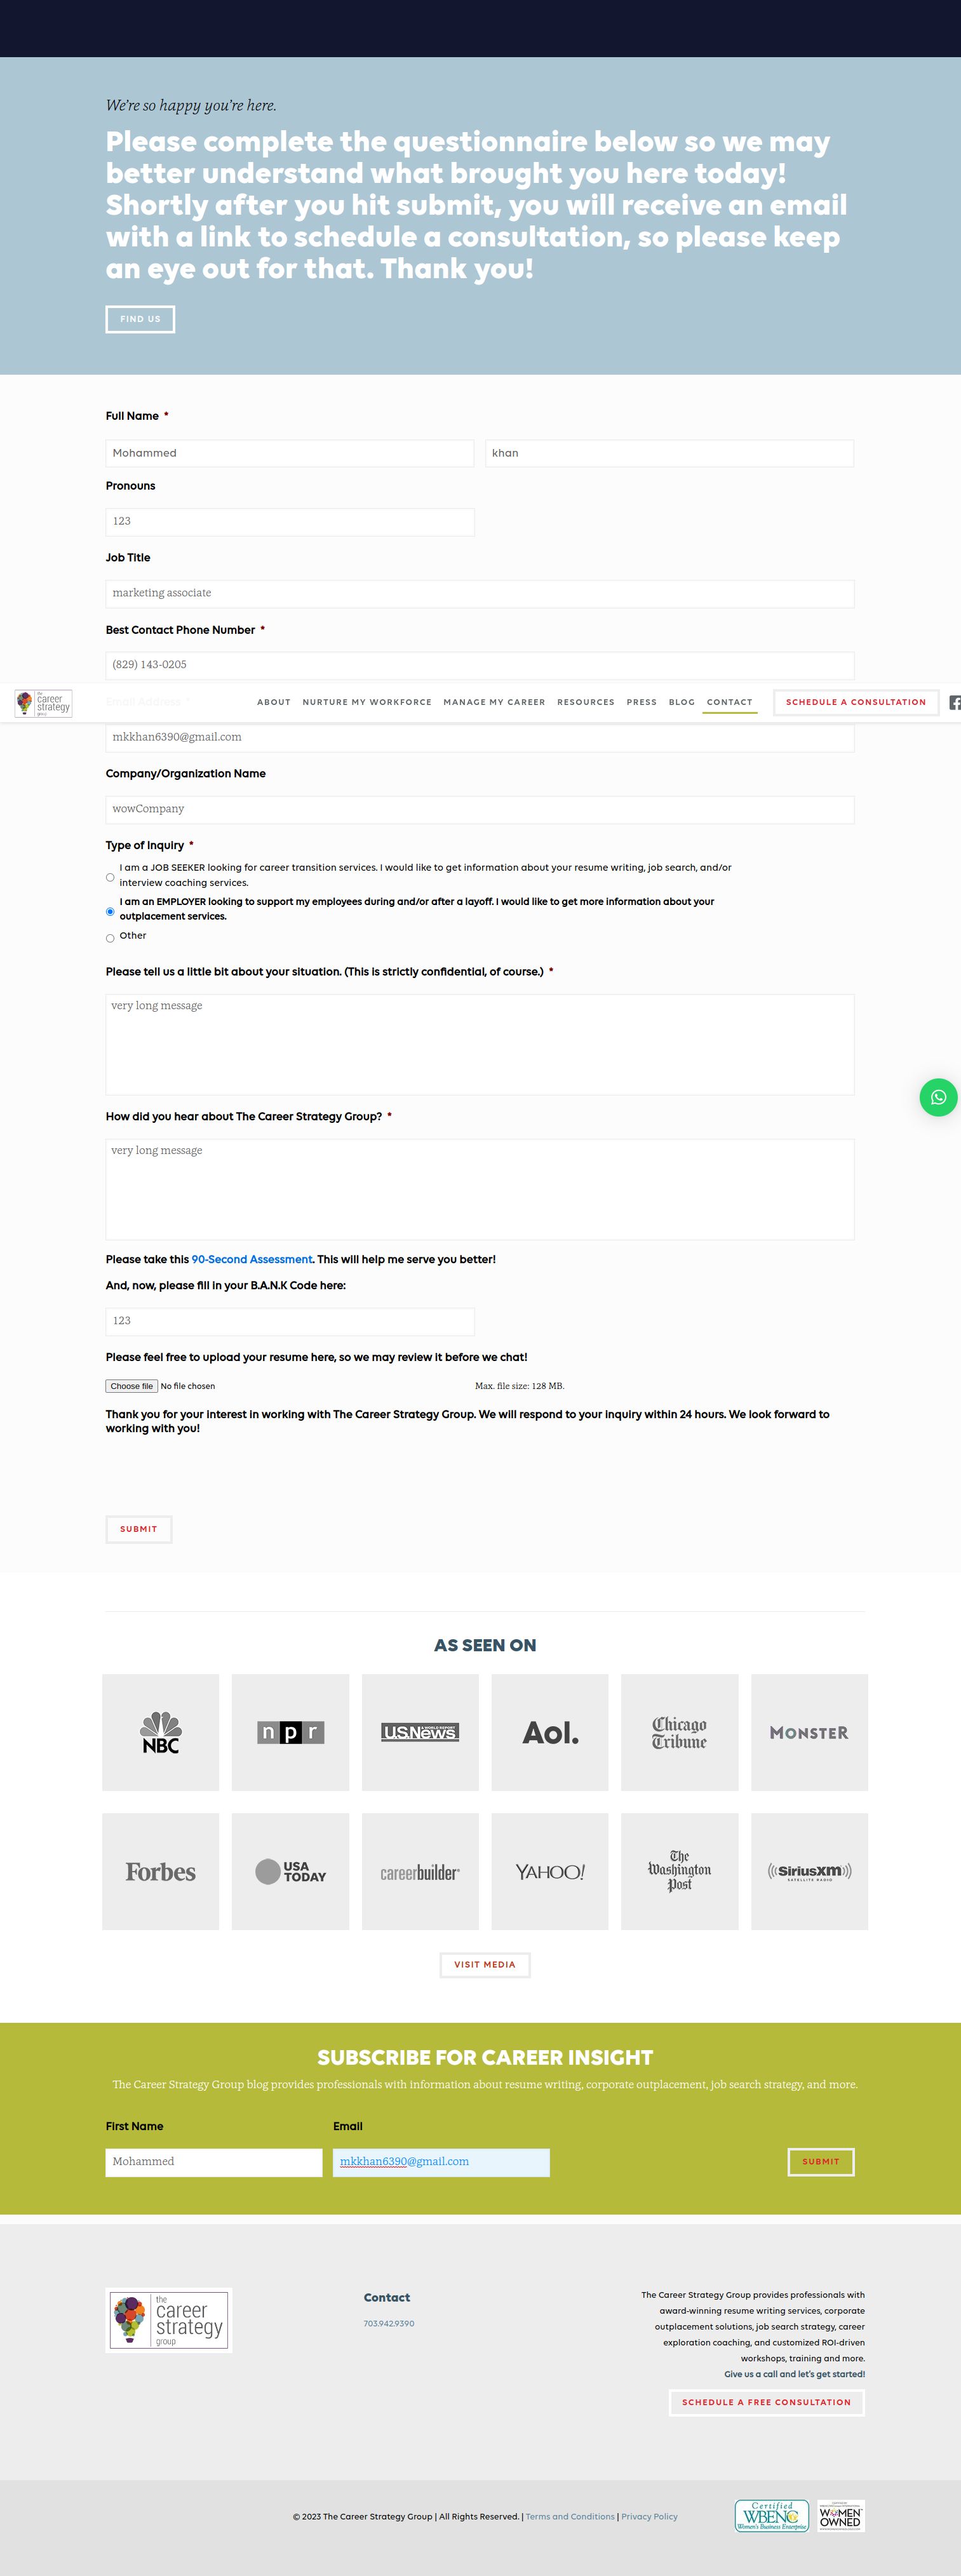 We're so happy you're here.
Please complete the questionnaire below so we may
better understand what brought you here today!
Shortly after you hit submit, you will receive an email
with a link to schedule a consultation, so please keep
an eye out for that. Thank you!
FIND US
Full Name *
Mohammed khan
Pronouns
123
Job Title
marketing associate
Best Contact Phone Number *
(829) 143-0205
Email Address *
the career strategy group
ABOUT NURTURE MY WORKFORCE MANAGE MY CAREER RESOURCES PRESS BLOG CONTACT SCHEDULE A CONSULTATION
mkkhan6390@gmail.com
Company/Organization Name
wowCompany
Type of Inquiry *
I am a JOB SEEKER looking for career transition services. I would like to get information about your resume writing, job search, and/or
interview coaching services.
I am an EMPLOYER looking to support my employees during and/or after a layoff. I would like to get more information about your
outplacement services.
Other
Please tell us a little bit about your situation. (This is strictly confidential, of course.) *
very long message
How did you hear about The Career Strategy Group? *
very long message
Please take this 90-Second Assessment. This will help me serve you better!
And, now, please fill in your B.A.N.K Code here:
123
Please feel free to upload your resume here, so we may review it before we chat!
Choose file No file chosen Max. file size: 128 MB.
Thank you for your interest in working with The Career Strategy Group. We will respond to your inquiry within 24 hours. We look forward to
working with you!
SUBMIT
AS SEEN ON
NBC
npr
U.S.News & WORLD REPORT
Aol.
Chicago
Tribune
MONSTER
Forbes
USA
TODAY
careerbuilder
YAHOO!
The
Washington
Post
SiriusXM
SATELLITE RADIO
VISIT MEDIA
SUBSCRIBE FOR CAREER INSIGHT
The Career Strategy Group blog provides professionals with information about resume writing, corporate outplacement, job search strategy, and more.
First Name Email
Mohammed mkkhan6390@gmail.com SUBMIT
the
career
strategy
group
Contact
703.942.9390
The Career Strategy Group provides professionals with
award-winning resume writing services, corporate
outplacement solutions, job search strategy, career
exploration coaching, and customized ROI-driven
workshops, training and more.
Give us a call and let's get started!
SCHEDULE A FREE CONSULTATION
© 2023 The Career Strategy Group | All Rights Reserved. | Terms and Conditions | Privacy Policy
Certified
WBENC
Women's Business Enterprise
WOMEN
OWNED